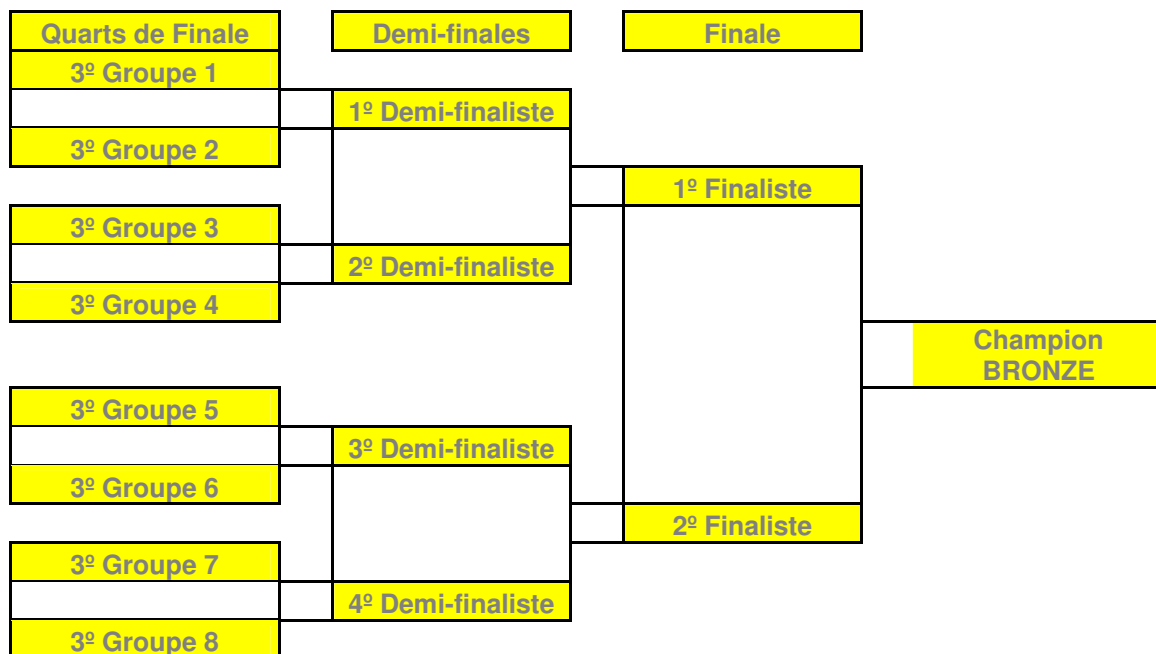 Quarts de Finale
Demi-finales
Finale
3º Groupe 1
1º Demi-finaliste
3º Groupe 2
1º Finaliste
3º Groupe 3
2º Demi-finaliste
3º Groupe 4
Champion
BRONZE
3º Groupe 5
3º Demi-finaliste
3º Groupe 6
2º Finaliste
3º Groupe 7
4º Demi-finaliste
3º Groupe 8